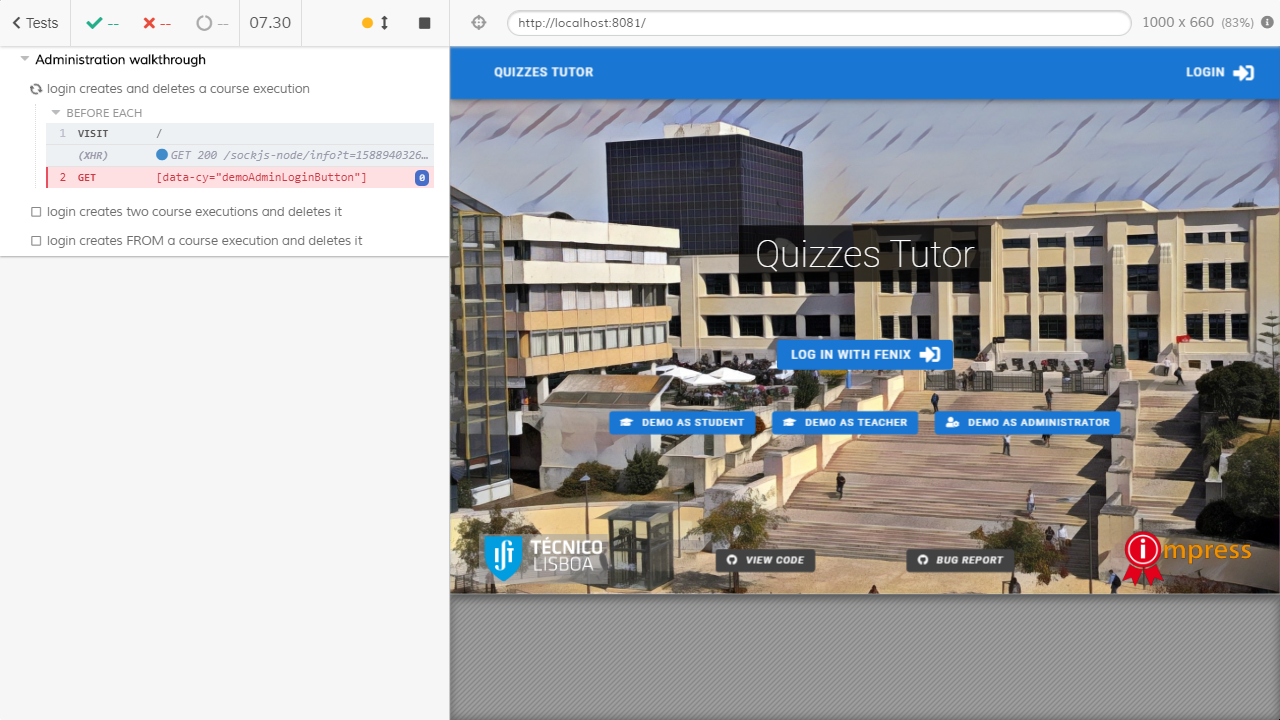 Tests
--
--
--
07.30
http://localhost:8081/
1000 x 660 (83%)
Administration walkthrough
login creates and deletes a course execution
BEFORE EACH
1 VISIT /
(XHR) GET 200 /sockjs-node/info?t=1588940326…
2 GET [data-cy="demoAdminLoginButton"] 0
login creates two course executions and deletes it
login creates FROM a course execution and deletes it
QUIZZES TUTOR
LOGIN
Quizzes Tutor
LOG IN WITH FENIX
DEMO AS STUDENT
DEMO AS TEACHER
DEMO AS ADMINISTRATOR
TÉCNICO
LISBOA
VIEW CODE
BUG REPORT
impress